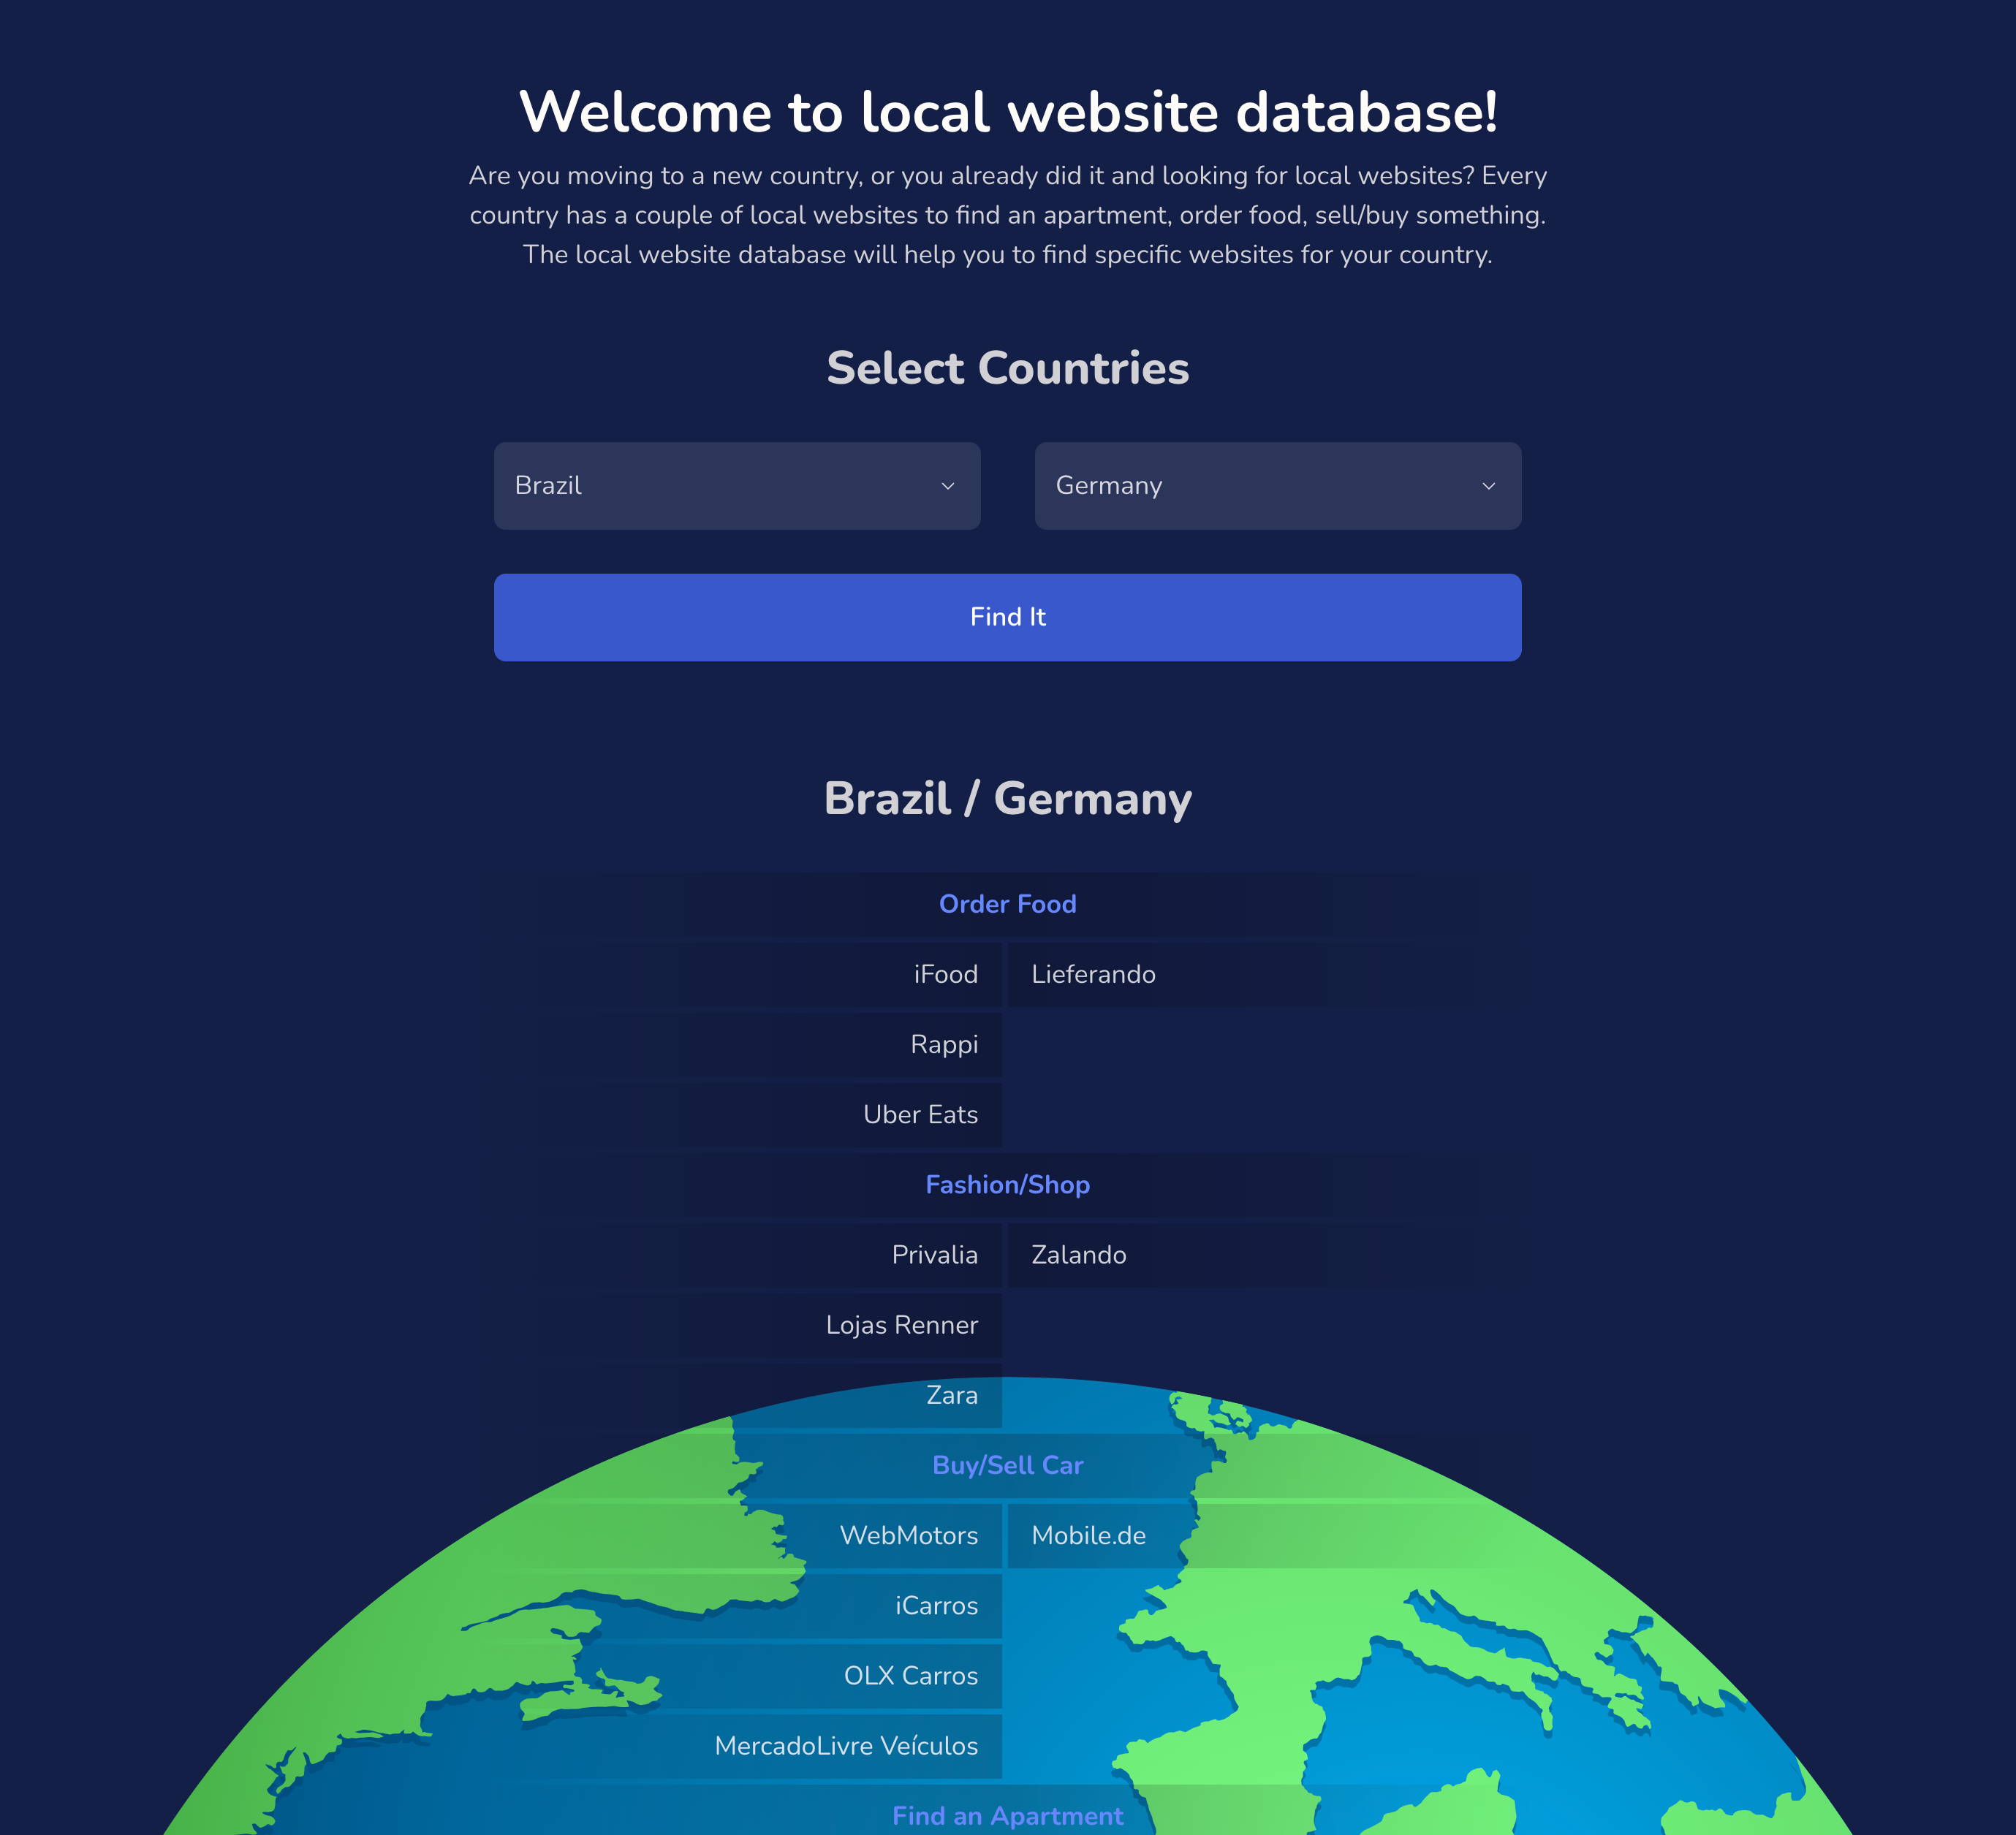 Welcome to local website database!
Are you moving to a new country, or you already did it and looking for local websites? Every
country has a couple of local websites to find an apartment, order food, sell/buy something.
The local website database will help you to find specific websites for your country.
Select Countries
Brazil
Germany
Find It
Brazil / Germany
Order Food
iFood
Lieferando
Rappi
Uber Eats
Fashion/Shop
Privalia
Zalando
Lojas Renner
Zara
Buy/Sell Car
WebMotors
Mobile.de
iCarros
OLX Carros
MercadoLivre Veículos
Find an Apartment